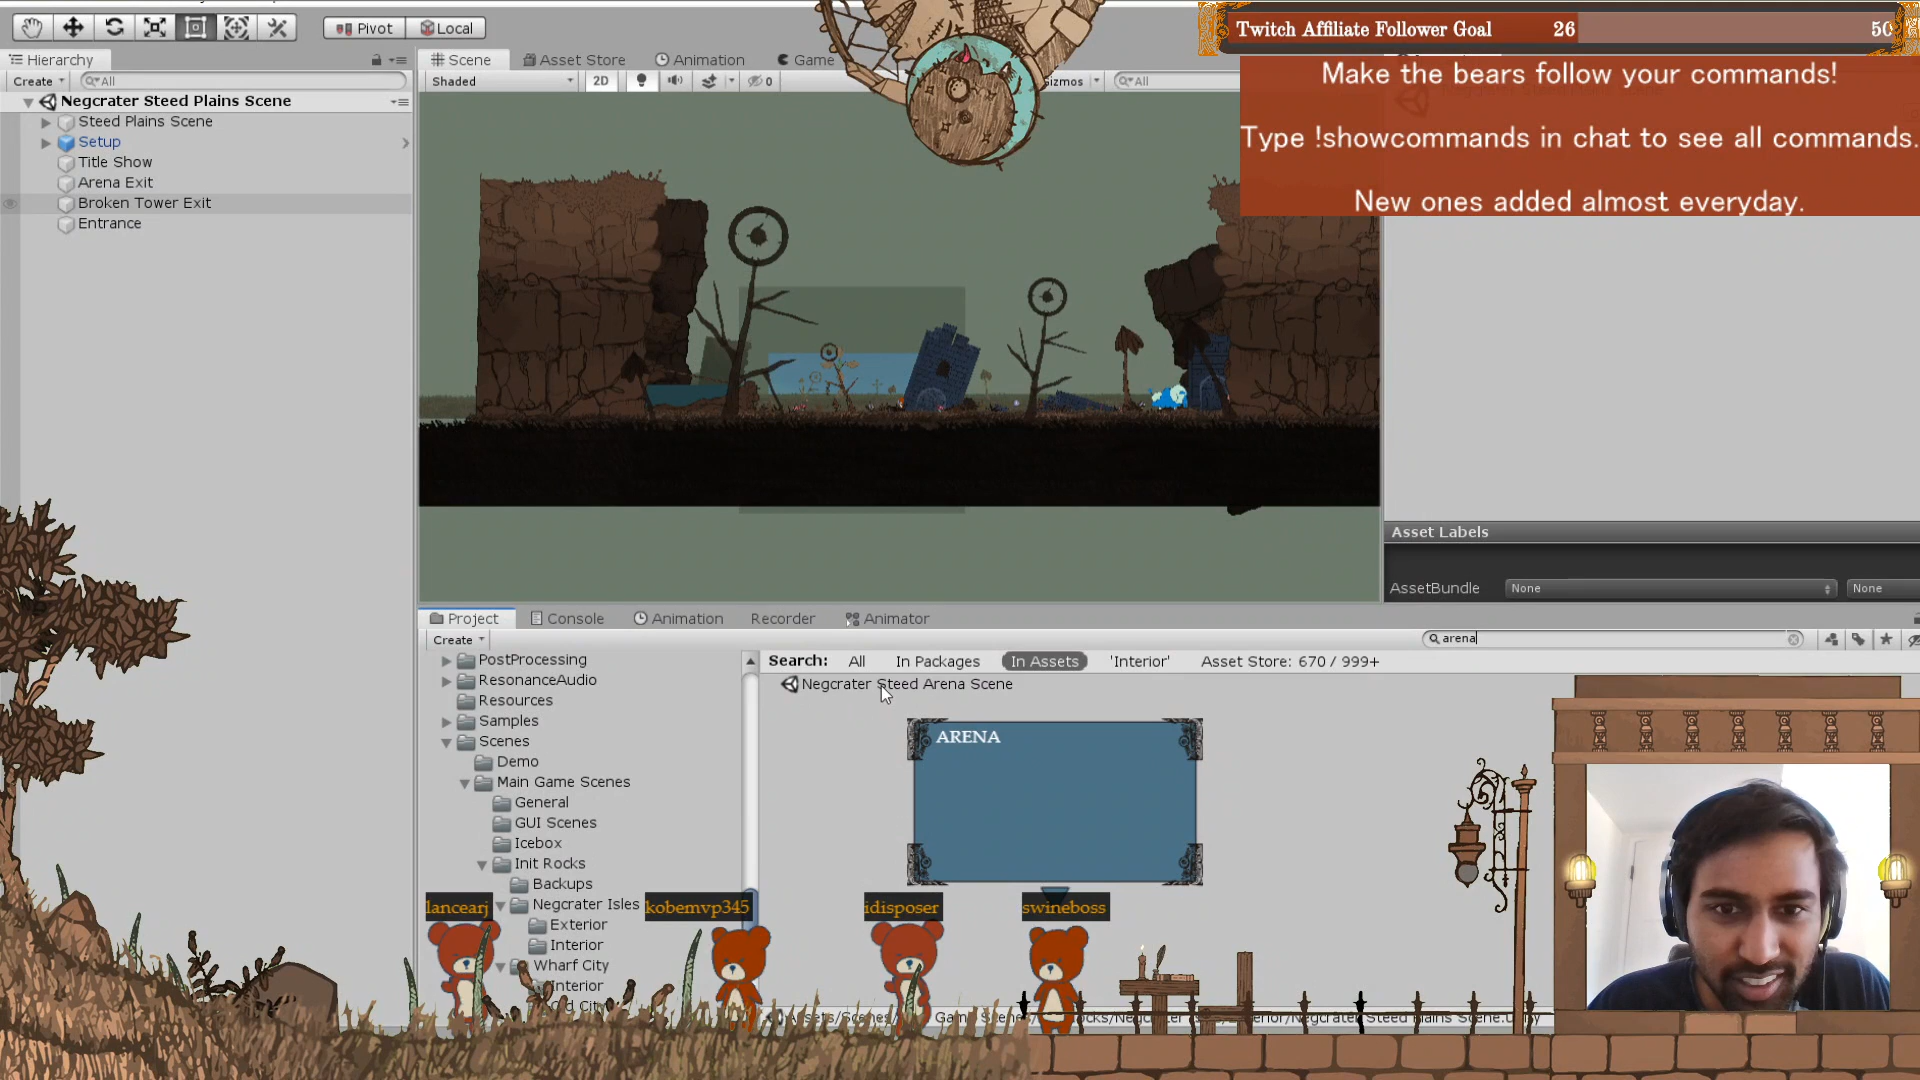 Pivot
Local
Twitch Affiliate Follower Goal 26
Make the bears follow your commands!
Type !showcommands in chat to see all commands.
New ones added almost everyday.
Hierarchy
Create
All
Negcrater Steed Plains Scene
Steed Plains Scene
Setup
Title Show
Arena Exit
Broken Tower Exit
Entrance
Scene
Asset Store
Animation
Game
Shaded
2D
0
izmos
All
Asset Labels
AssetBundle
None
None
Project
Console
Animation
Recorder
Animator
Create
arena
Search:
All
In Packages
In Assets
'Interior'
Asset Store: 670 / 999+
Negcrater Steed Arena Scene
PostProcessing
ResonanceAudio
Resources
Samples
Scenes
Demo
Main Game Scenes
General
GUI Scenes
Icebox
Init Rocks
Backups
Negcrater Isles
Exterior
Interior
Wharf City
Interior
ARENA
lancearj
kobemvp345
idisposer
swineboss